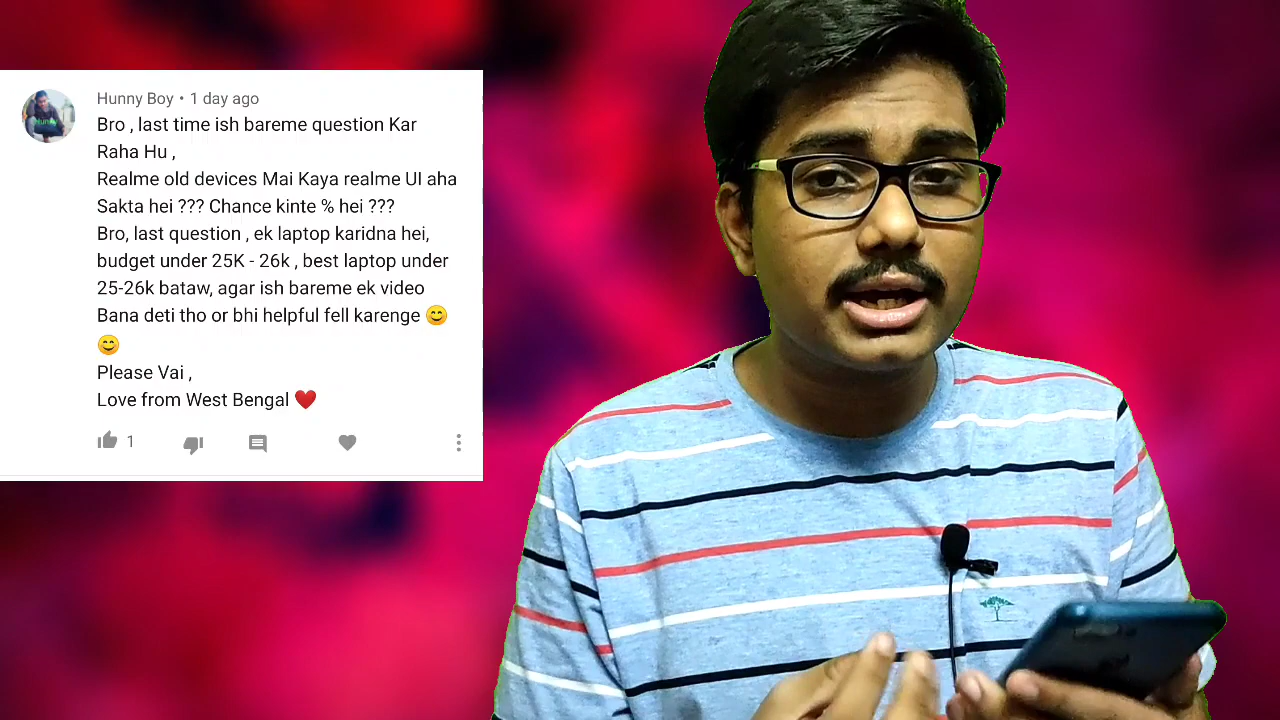 Hunny Boy • 1 day ago
Bro , last time ish bareme question Kar
Raha Hu ,
Realme old devices Mai Kaya realme UI aha
Sakta hei ??? Chance kinte % hei ???
Bro, last question , ek laptop karidna hei,
budget under 25K - 26k , best laptop under
25-26k bataw, agar ish bareme ek video
Bana deti tho or bhi helpful fell karenge 😊
😊
Please Vai ,
Love from West Bengal ❤️
1